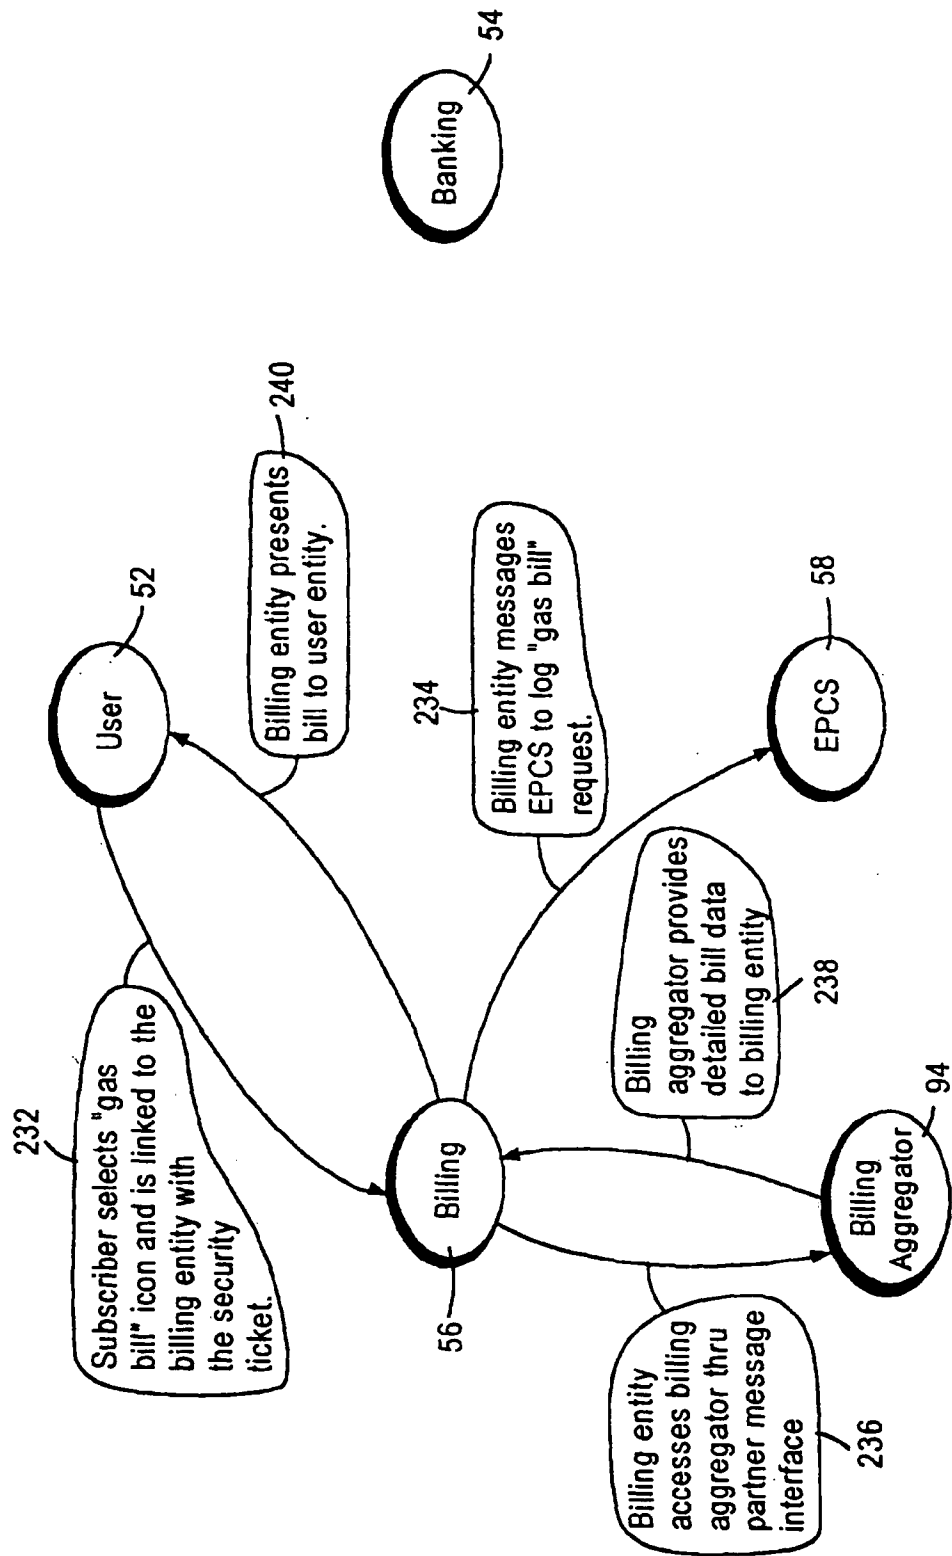 232
Subscriber selects "gas
bill" icon and is linked to the
billing entity with
the security
ticket.
User
52
Billing entity presents
bill to user entity.
240
Banking
54
Billing
56
234
Billing entity messages
EPCS to log "gas bill"
request.
Billing entity
accesses billing
aggregator thru
partner message
interface
236
Billing
aggregator provides
detailed bill data
to billing entity
238
EPCS
58
Billing
Aggregator
94